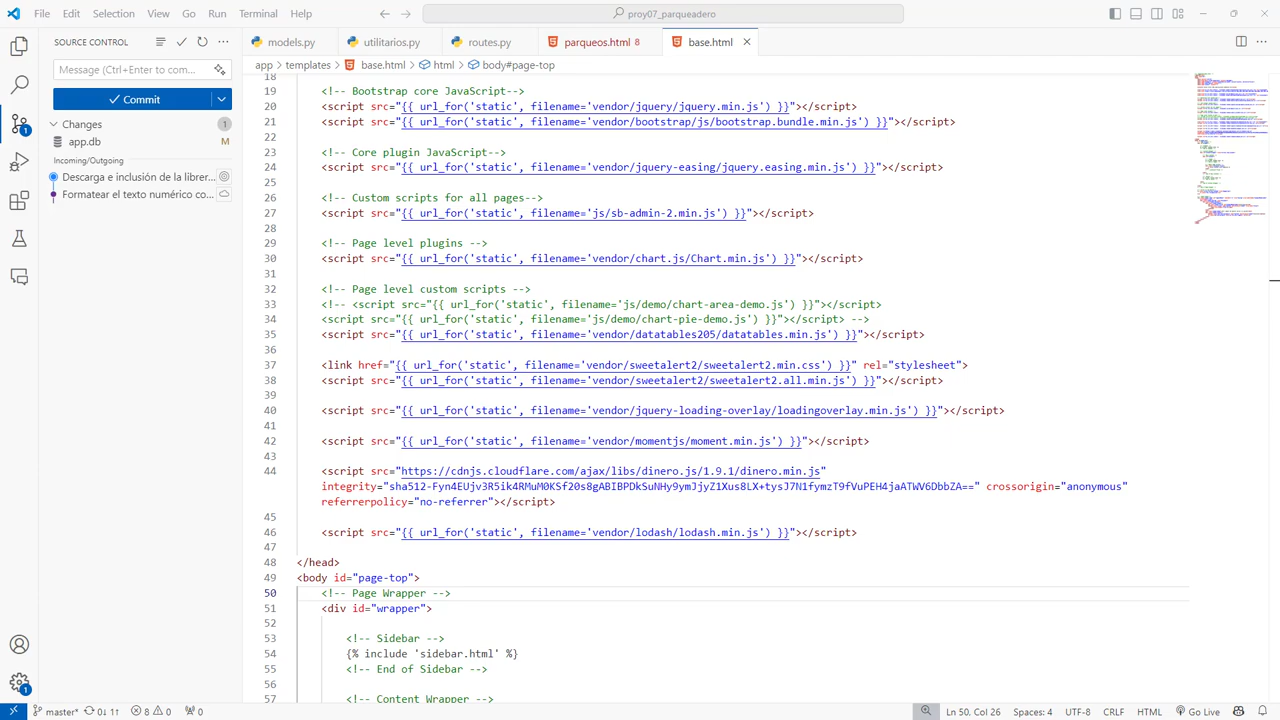 File Edit Selection View Go Run Terminal Help
proy07_parqueadero
SOURCE CONTROL
Message (Ctrl+Enter to com...
Commit
Changes
app.db
Incoming/Outgoing
Descarga e inclusión de la librer...
Formatear el texto numérico co...
1
1
models.py utilitarios.py routes.py parqueos.html 8 base.html
app > templates > base.html > html > body#page-top
18
19 <!-- Bootstrap core JavaScript-->
20 <script src="{{ url_for('static', filename='vendor/jquery/jquery.min.js') }}"></script>
21 <script src="{{ url_for('static', filename='vendor/bootstrap/js/bootstrap.bundle.min.js') }}"></script>
22
23 <!-- Core plugin JavaScript-->
24 <script src="{{ url_for('static', filename='vendor/jquery-easing/jquery.easing.min.js') }}"></script>
25
26 <!-- Custom scripts for all pages-->
27 <script src="{{ url_for('static', filename='js/sb-admin-2.min.js') }}"></script>
28
29 <!-- Page level plugins -->
30 <script src="{{ url_for('static', filename='vendor/chart.js/Chart.min.js') }}"></script>
31
32 <!-- Page level custom scripts -->
33 <!-- <script src="{{ url_for('static', filename='js/demo/chart-area-demo.js') }}"></script>
34 <script src="{{ url_for('static', filename='js/demo/chart-pie-demo.js') }}"></script> -->
35 <script src="{{ url_for('static', filename='vendor/datatables205/datatables.min.js') }}"></script>
36
37 <link href="{{ url_for('static', filename='vendor/sweetalert2/sweetalert2.min.css') }}" rel="stylesheet">
38 <script src="{{ url_for('static', filename='vendor/sweetalert2/sweetalert2.all.min.js') }}"></script>
39
40 <script src="{{ url_for('static', filename='vendor/jquery-loading-overlay/loadingoverlay.min.js') }}"></script>
41
42 <script src="{{ url_for('static', filename='vendor/momentjs/moment.min.js') }}"></script>
43
44 <script src="https://cdnjs.cloudflare.com/ajax/libs/dinero.js/1.9.1/dinero.min.js"
integrity="sha512-Fyn4EUjv3R5ik4RMuM0KSf20s8gABIBPDkSuNHy9ymJjyZ1Xus8LX+tysJ7N1fymzT9fVuPEH4jaATWV6DbbZA==" crossorigin="anonymous"
referrerpolicy="no-referrer"></script>
45
46 <script src="{{ url_for('static', filename='vendor/lodash/lodash.min.js') }}"></script>
47
48 </head>
49 <body id="page-top">
50 <!-- Page Wrapper -->
51 <div id="wrapper">
52
53 <!-- Sidebar -->
54 {% include 'sidebar.html' %}
55 <!-- End of Sidebar -->
56
57 <!-- Content Wrapper -->
master* 0↓ 1↑ 8 0 0 Ln 50, Col 26 Spaces: 4 UTF-8 CRLF HTML Go Live